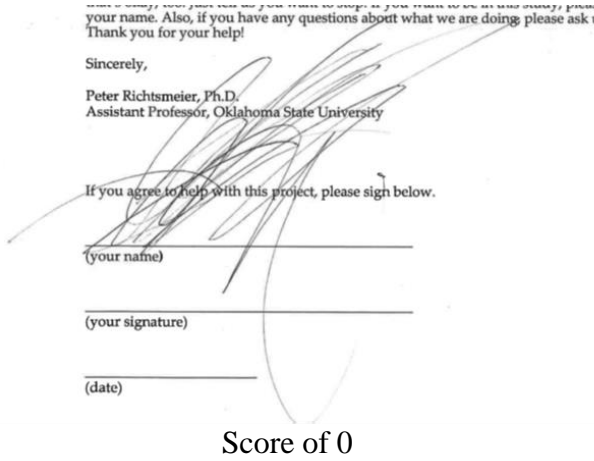 your name. Also, if you have any questions about what we are doing please ask
Thank you for your help!
Sincerely,
Peter Richtsmeier, Ph.D.
Assistant Professor, Oklahoma State University
If you agree to help with this project, please sign below.
(your name)
(your signature)
(date)
Score of 0